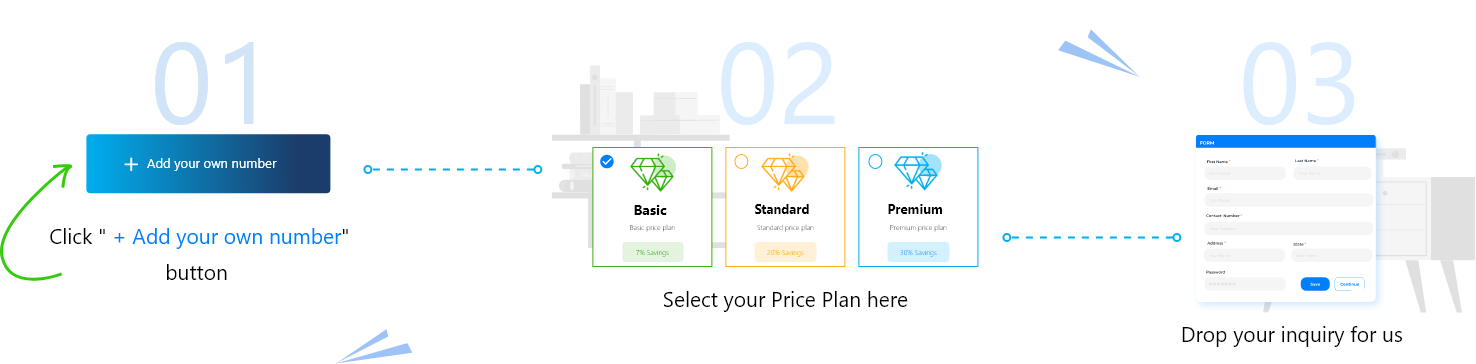 01
+ Add your own number
Click " + Add your own number"
button
02
Basic
Basic price plan
7% Savings
Standard
Standard price plan
20% Savings
Premium
Premium price plan
30% Savings
Select your Price Plan here
03
FORM
First Name *
Last Name *
Email *
Contact Number *
Address *
State *
Password
Save
Continue
Drop your inquiry for us